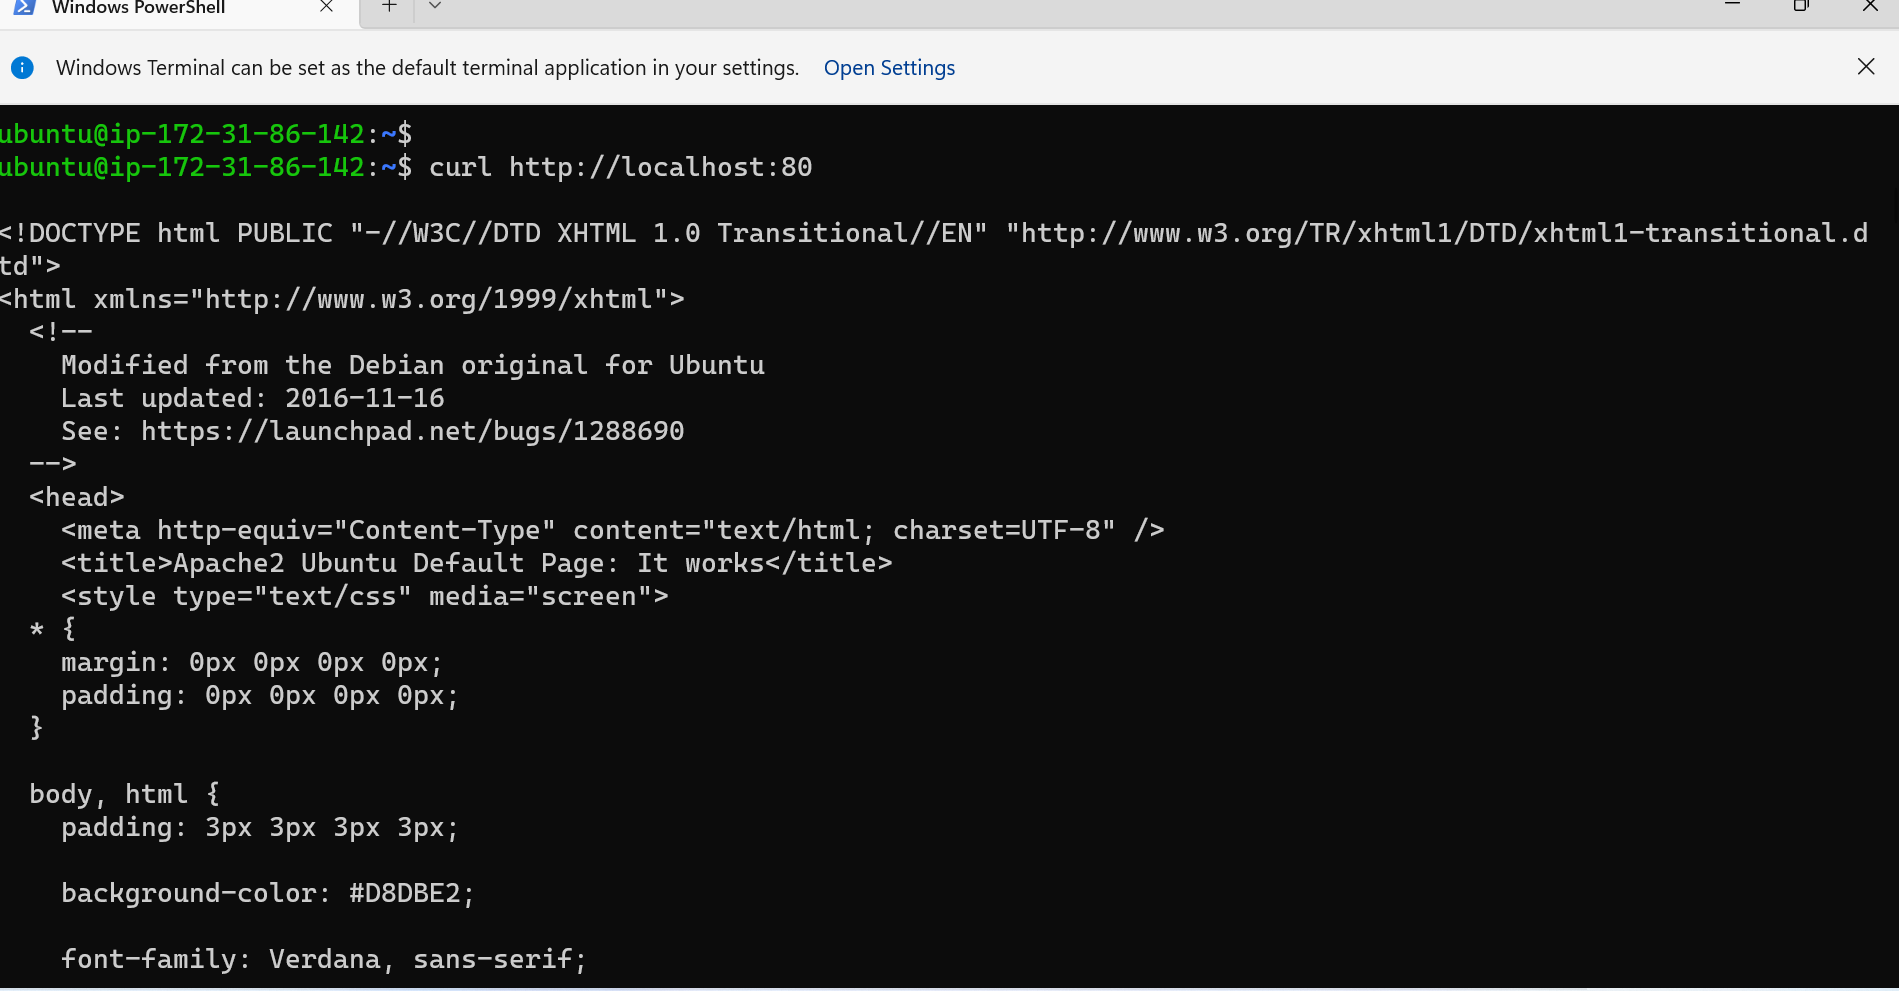 Windows PowerShell
Windows Terminal can be set as the default terminal application in your settings. Open Settings
ubuntu@ip-172-31-86-142:~$
ubuntu@ip-172-31-86-142:~$ curl http://localhost:80
<!DOCTYPE html PUBLIC "-//W3C//DTD XHTML 1.0 Transitional//EN" "http://www.w3.org/TR/xhtml1/DTD/xhtml1-transitional.d
td">
<html xmlns="http://www.w3.org/1999/xhtml">
  <!--
    Modified from the Debian original for Ubuntu
    Last updated: 2016-11-16
    See: https://launchpad.net/bugs/1288690
  -->
  <head>
    <meta http-equiv="Content-Type" content="text/html; charset=UTF-8" />
    <title>Apache2 Ubuntu Default Page: It works</title>
    <style type="text/css" media="screen">
  * {
    margin: 0px 0px 0px 0px;
    padding: 0px 0px 0px 0px;
  }
  body, html {
    padding: 3px 3px 3px 3px;
    background-color: #D8DBE2;
    font-family: Verdana, sans-serif;